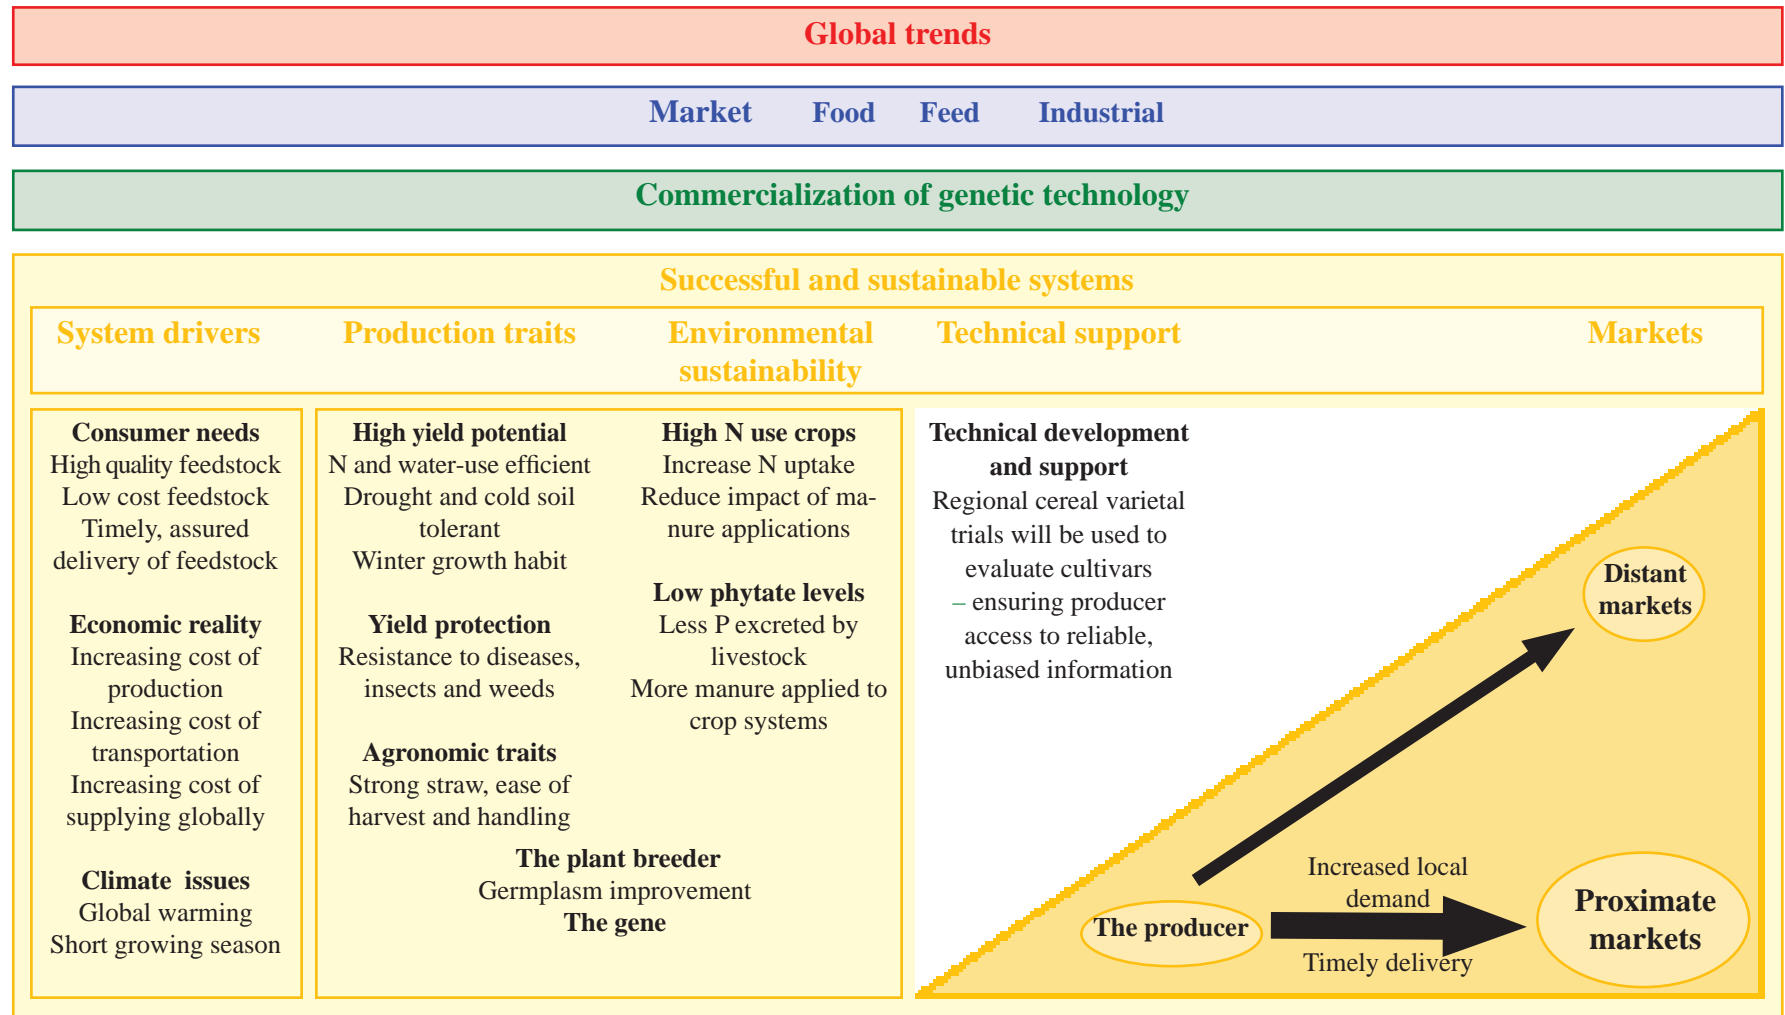 Global trends
Market Food Feed Industrial
Commercialization of genetic technology
Successful and sustainable systems
System drivers
Production traits
Environmental
sustainability
Technical support
Markets
Consumer needs
High quality feedstock
Low cost feedstock
Timely, assured
delivery of feedstock
Economic reality
Increasing cost of
production
Increasing cost of
transportation
Increasing cost of
supplying globally
Climate issues
Global warming
Short growing season
High yield potential
N and water-use efficient
Drought and cold soil
tolerant
Winter growth habit
Yield protection
Resistance to diseases,
insects and weeds
Agronomic traits
Strong straw, ease of
harvest and handling
High N use crops
Increase N uptake
Reduce impact of ma-
nure applications
Low phytate levels
Less P excreted by
livestock
More manure applied to
crop systems
The plant breeder
Germplasm improvement
The gene
Technical development
and support
Regional cereal varietal
trials will be used to
evaluate cultivars
– ensuring producer
access to reliable,
unbiased information
Distant
markets
The producer
Increased local
demand
Timely delivery
Proximate
markets